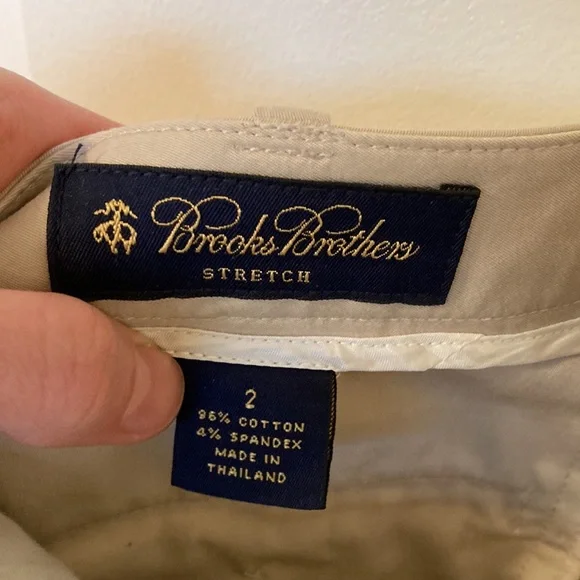 Brooks Brothers
STRETCH
2
96% COTTON
4% SPANDEX
MADE IN
THAILAND